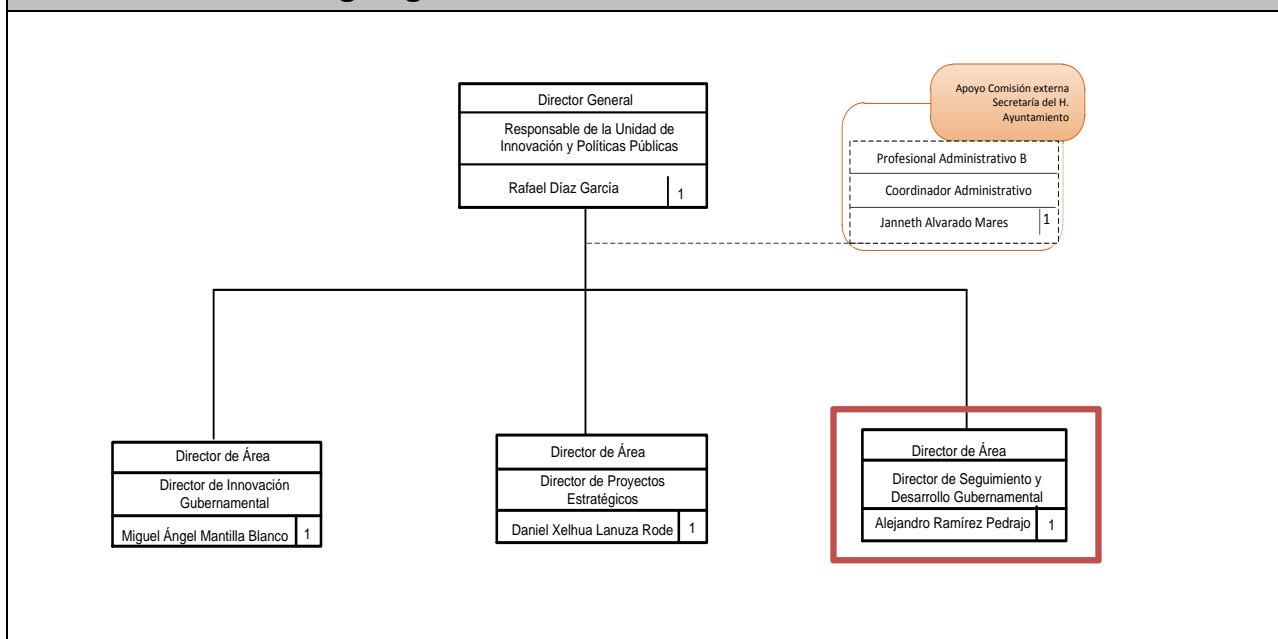 Director General
Responsable de la Unidad de
Innovación y Políticas Públicas
Rafael Díaz García 1
Apoyo Comisión externa
Secretaría del H.
Ayuntamiento
Profesional Administrativo B
Coordinador Administrativo
Janneth Alvarado Mares 1
Director de Área
Director de Innovación
Gubernamental
Miguel Ángel Mantilla Blanco 1
Director de Área
Director de Proyectos
Estratégicos
Daniel Xelhua Lanuza Rode 1
Director de Área
Director de Seguimiento y
Desarrollo Gubernamental
Alejandro Ramírez Pedrajo 1